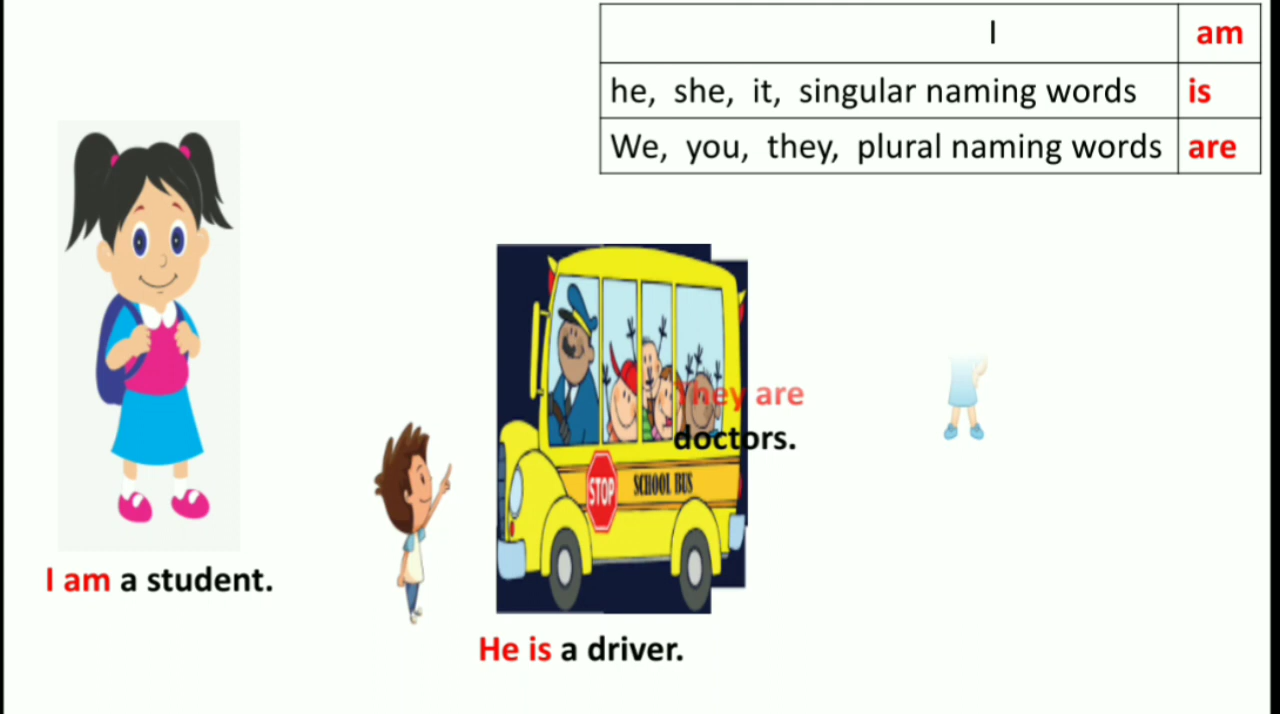 I am
he, she, it, singular naming words is
We, you, they, plural naming words are
They are
doctors.
STOP
SCHOOL BUS
I am a student.
He is a driver.